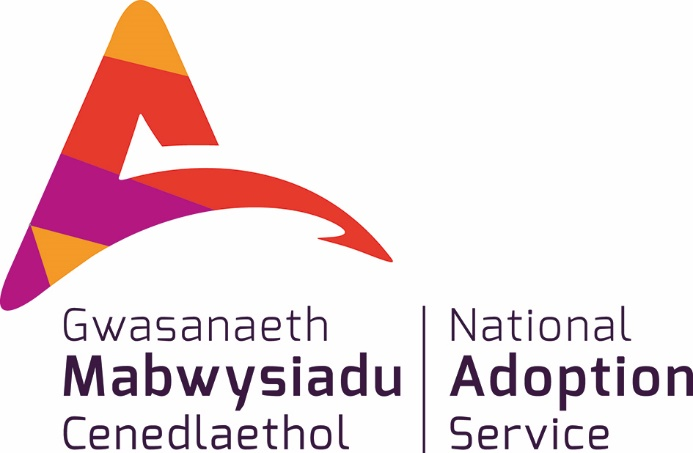 Gwasanaeth
Mabwysiadu
Cenedlaethol
National
Adoption
Service